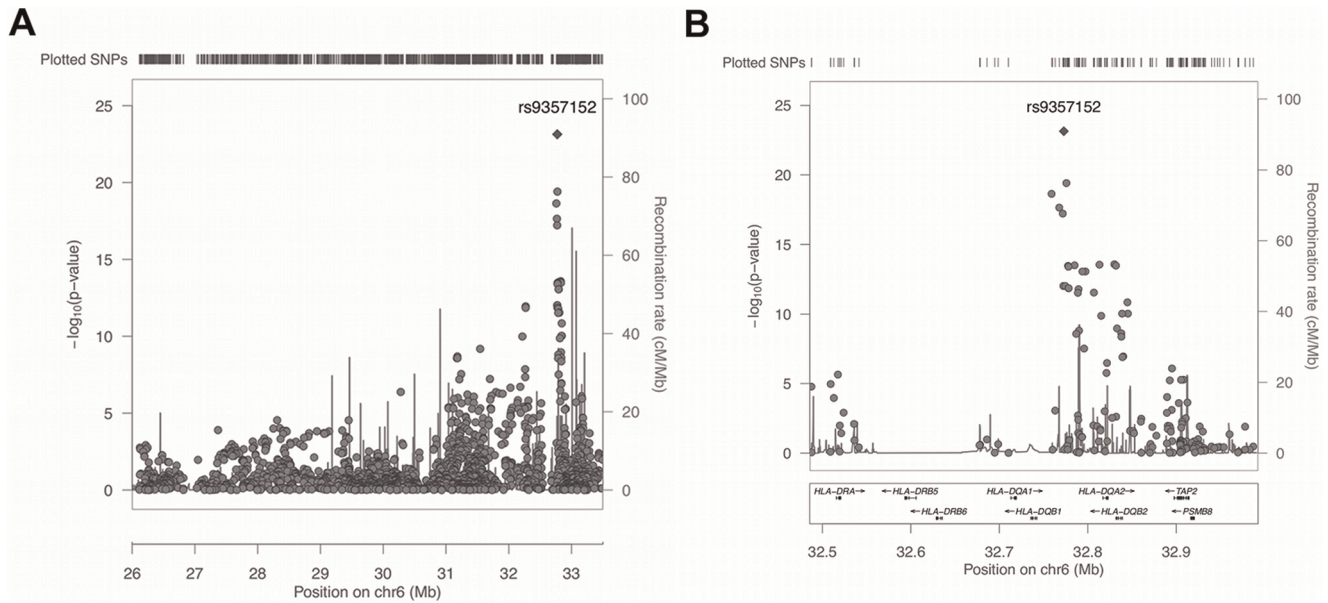 A
Plotted SNPs
rs9357152
25
20
15
10
5
0
−log10(p−value)
100
80
60
40
20
0
Recombination rate (cM/Mb)
26 27 28 29 30 31 32 33
Position on chr6 (Mb)
B
Plotted SNPs
rs9357152
25
20
15
10
5
0
−log10(p−value)
100
80
60
40
20
0
Recombination rate (cM/Mb)
HLA−DRA→ ←HLA−DRB5 HLA−DQA1→ HLA−DQA2→ ←TAP2
←HLA−DRB6 ←HLA−DQB1 ←HLA−DQB2 ←PSMB8
32.5 32.6 32.7 32.8 32.9
Position on chr6 (Mb)